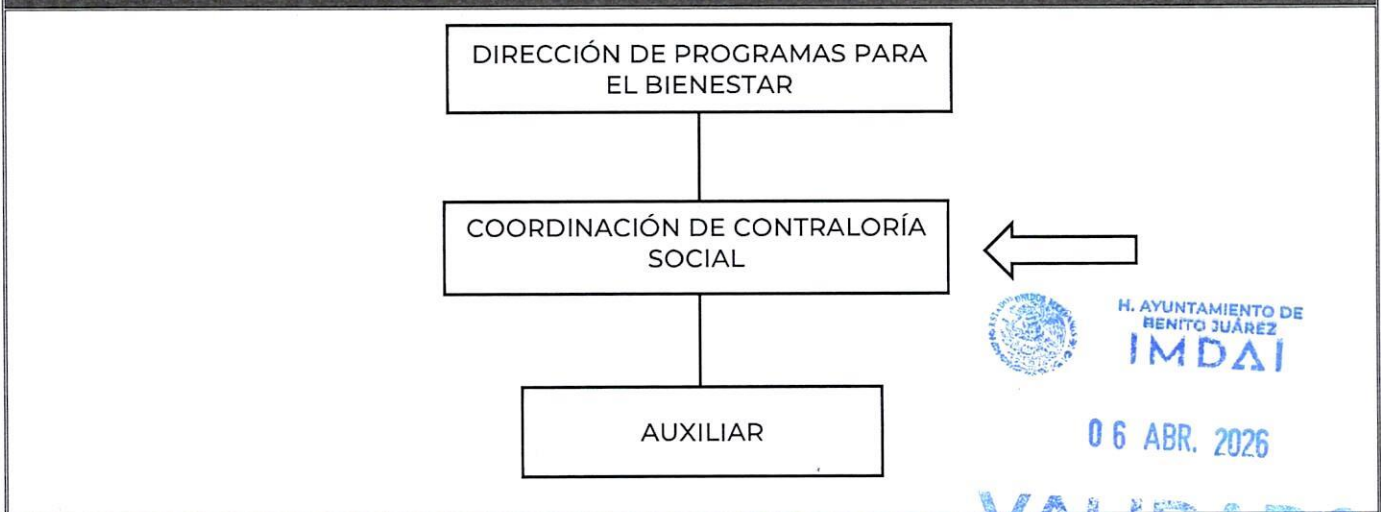 DIRECCIÓN DE PROGRAMAS PARA
EL BIENESTAR
COORDINACIÓN DE CONTRALORÍA
SOCIAL
H. AYUNTAMIENTO DE
BENITO JUÁREZ
IMDAI
AUXILIAR
06 ABR. 2026